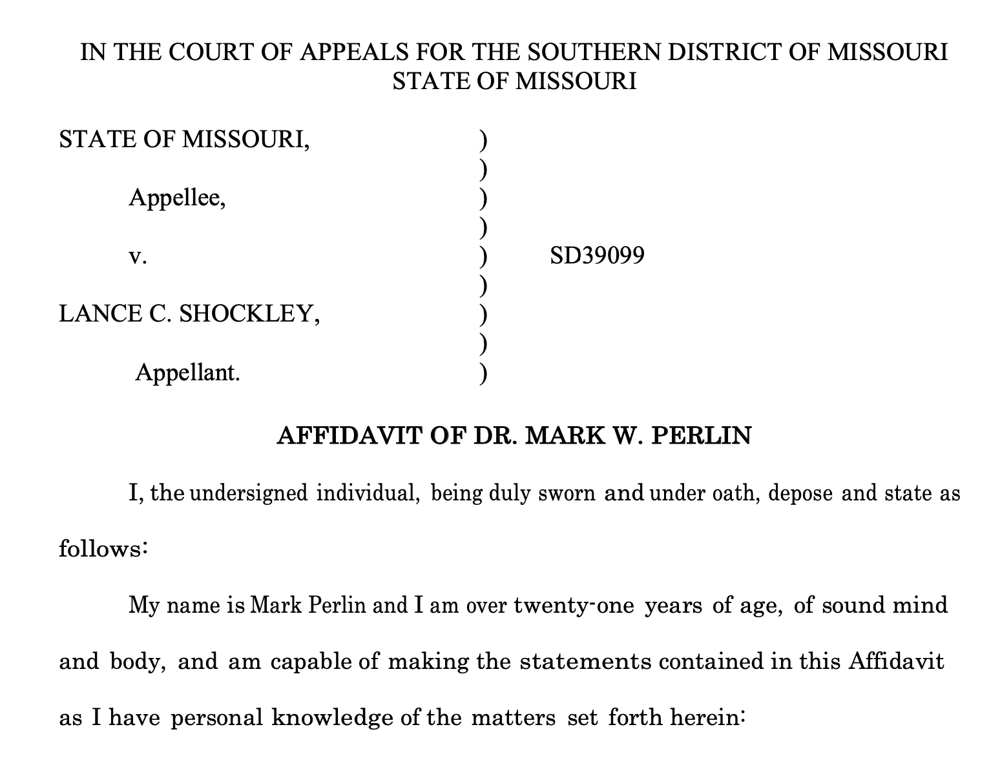 IN THE COURT OF APPEALS FOR THE SOUTHERN DISTRICT OF MISSOURI
STATE OF MISSOURI
STATE OF MISSOURI, )
)
Appellee, )
)
v. ) SD39099
)
LANCE C. SHOCKLEY, )
)
Appellant. )
AFFIDAVIT OF DR. MARK W. PERLIN
I, the undersigned individual, being duly sworn and under oath, depose and state as
follows:
My name is Mark Perlin and I am over twenty-one years of age, of sound mind
and body, and am capable of making the statements contained in this Affidavit
as I have personal knowledge of the matters set forth herein: